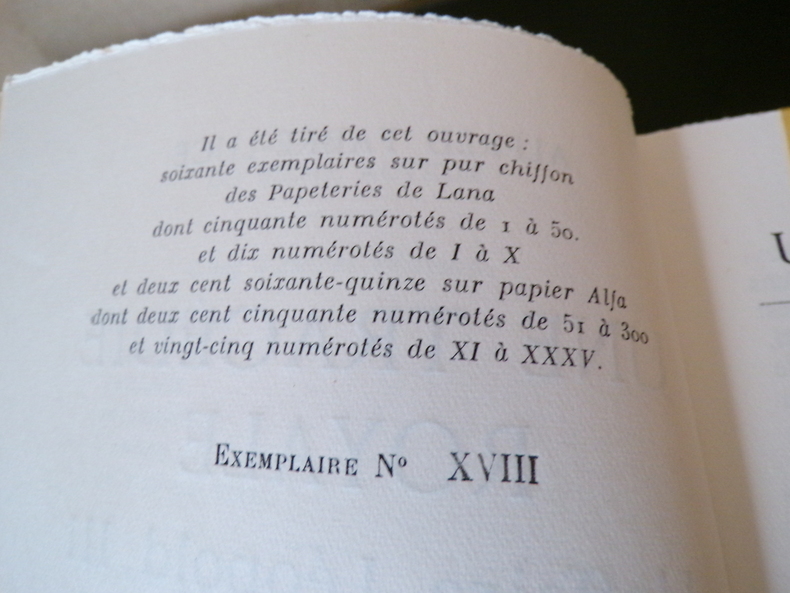 Il a été tiré de cet ouvrage :
soixante exemplaires sur pur chiffon
des Papeteries de Lana
dont cinquante numérotés de 1 à 50.
et dix numérotés de I à X
et deux cent soixante-quinze sur papier Alfa
dont deux cent cinquante numérotés de 51 à 300
et vingt-cinq numérotés de XI à XXXV.
EXEMPLAIRE Nº XVIII
U